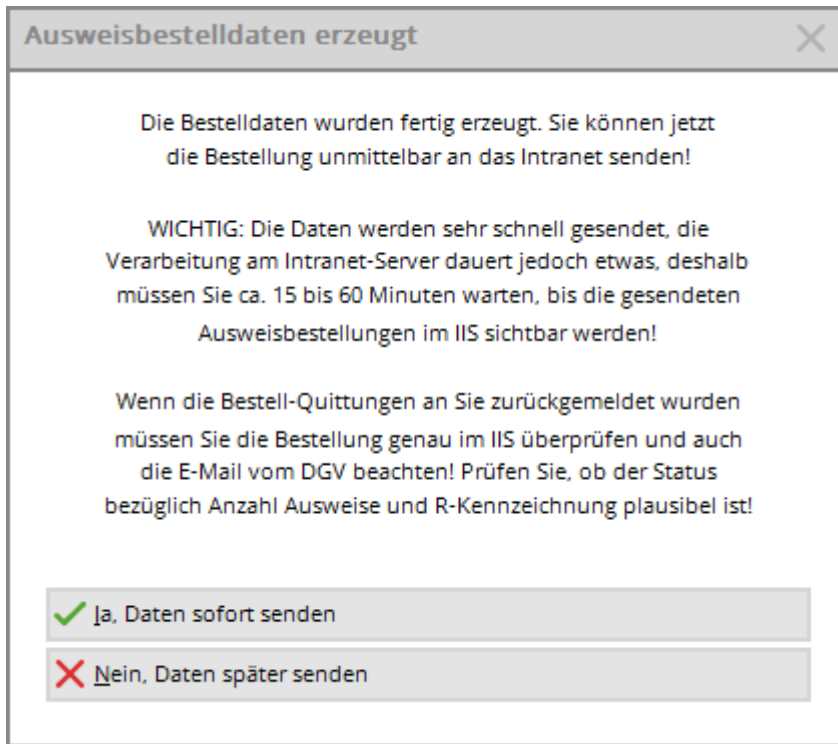 Ausweisbestelldaten erzeugt
Die Bestelldaten wurden fertig erzeugt. Sie können jetzt
die Bestellung unmittelbar an das Intranet senden!
WICHTIG: Die Daten werden sehr schnell gesendet, die
Verarbeitung am Intranet-Server dauert jedoch etwas, deshalb
müssen Sie ca. 15 bis 60 Minuten warten, bis die gesendeten
Ausweisbestellungen im IIS sichtbar werden!
Wenn die Bestell-Quittungen an Sie zurückgemeldet wurden
müssen Sie die Bestellung genau im IIS überprüfen und auch
die E-Mail vom DGV beachten! Prüfen Sie, ob der Status
bezüglich Anzahl Ausweise und R-Kennzeichnung plausibel ist!
Ja, Daten sofort senden
Nein, Daten später senden